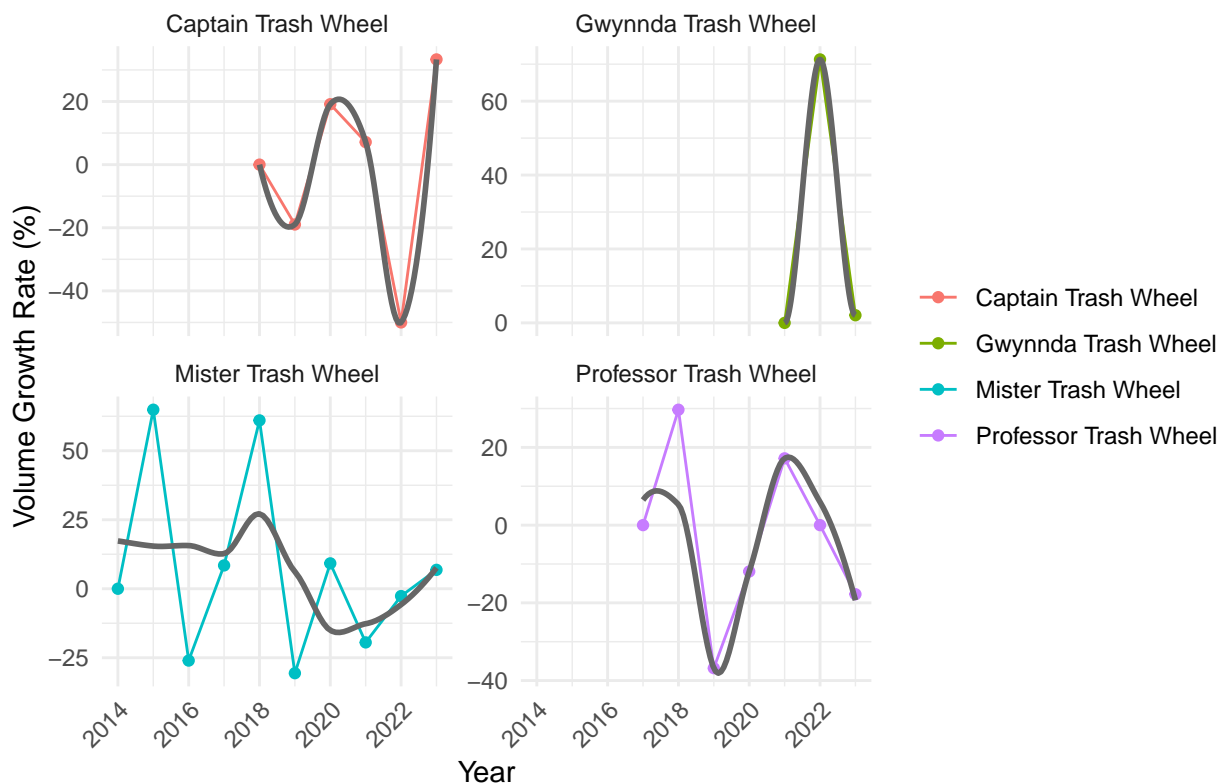 Captain Trash Wheel
Gwynnda Trash Wheel
20
0
−20
−40
60
40
20
0
Mister Trash Wheel
Professor Trash Wheel
50
25
0
−25
20
0
−20
−40
2014
2016
2018
2020
2022
2014
2016
2018
2020
2022
Year
Volume Growth Rate (%)
Captain Trash Wheel
Gwynnda Trash Wheel
Mister Trash Wheel
Professor Trash Wheel